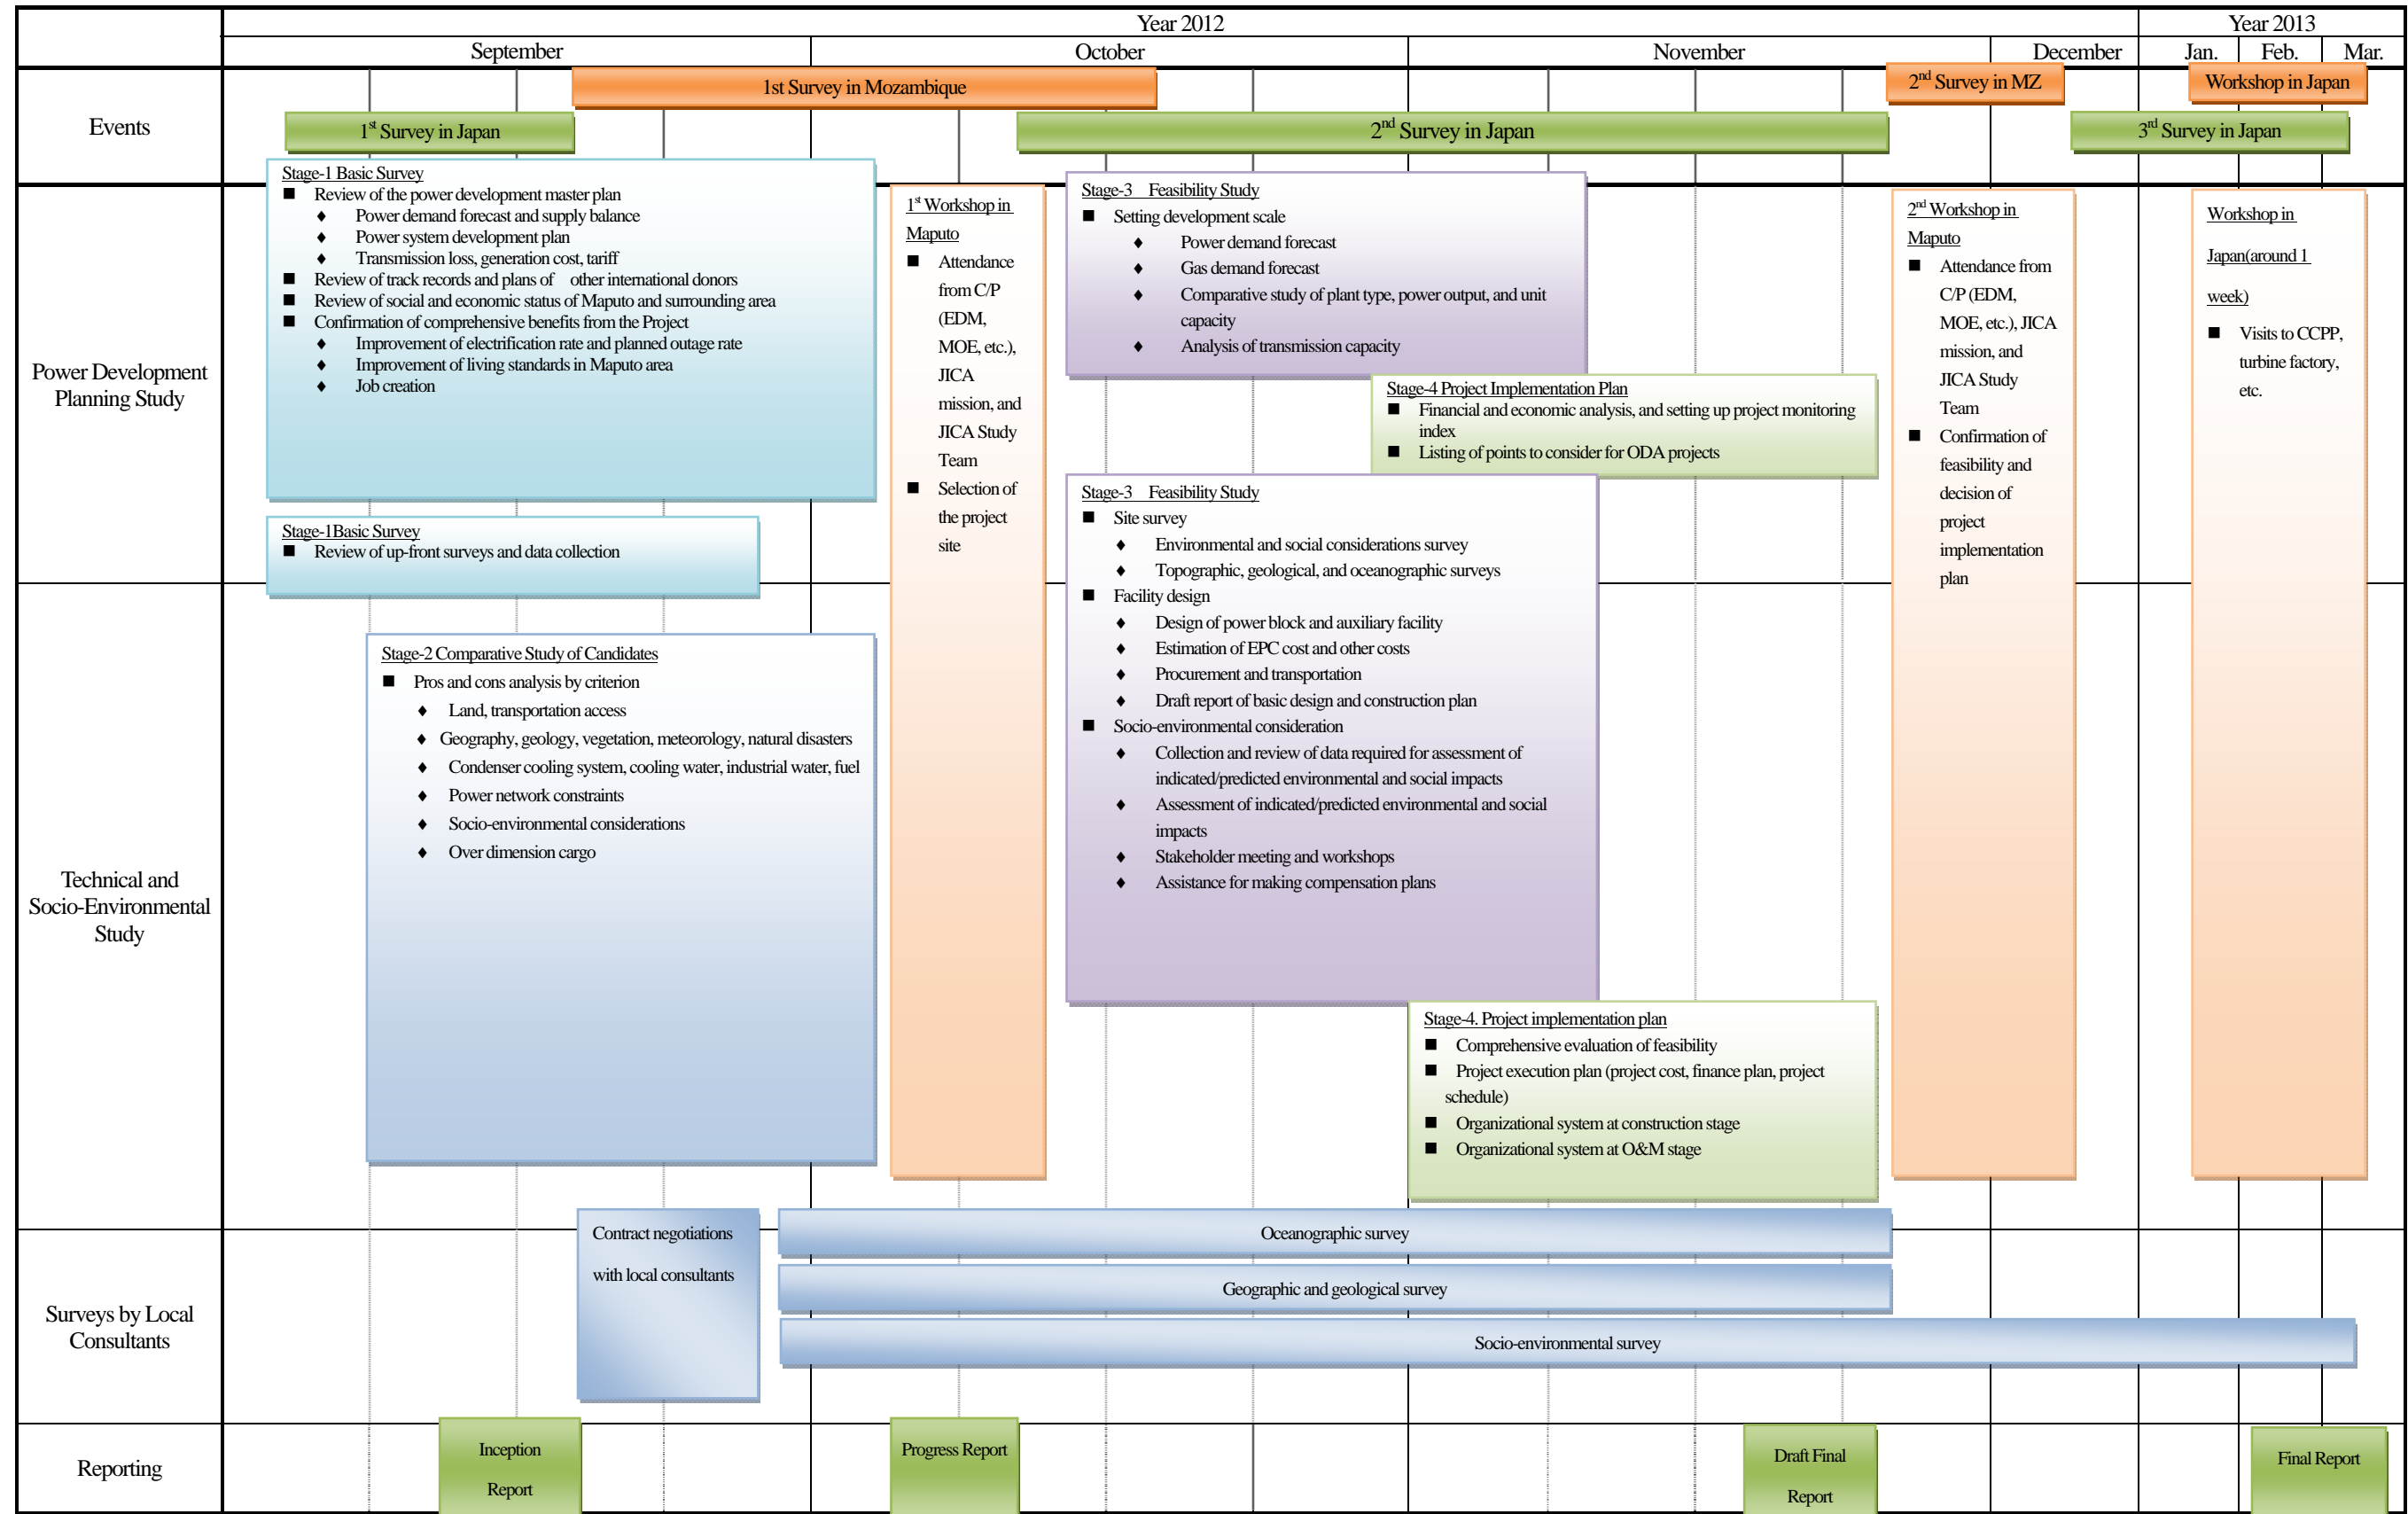 Year 2012
Year 2013
September
October
November
December
Jan.
Feb.
Mar.
Events
1st Survey in Mozambique
2nd Survey in MZ
Workshop in Japan
1st Survey in Japan
2nd Survey in Japan
3rd Survey in Japan
Power Development
Planning Study
Stage-1 Basic Survey
■ Review of the power development master plan
♦ Power demand forecast and supply balance
♦ Power system development plan
♦ Transmission loss, generation cost, tariff
■ Review of track records and plans of other international donors
■ Review of social and economic status of Maputo and surrounding area
■ Confirmation of comprehensive benefits from the Project
♦ Improvement of electrification rate and planned outage rate
♦ Improvement of living standards in Maputo area
♦ Job creation
Stage-1Basic Survey
■ Review of up-front surveys and data collection
1st Workshop in
Maputo
■ Attendance
from C/P
(EDM,
MOE, etc.),
JICA
mission, and
JICA Study
Team
■ Selection of
the project
site
Stage-3 Feasibility Study
■ Setting development scale
♦ Power demand forecast
♦ Gas demand forecast
♦ Comparative study of plant type, power output, and unit
capacity
♦ Analysis of transmission capacity
Stage-4 Project Implementation Plan
■ Financial and economic analysis, and setting up project monitoring
index
■ Listing of points to consider for ODA projects
2nd Workshop in
Maputo
■ Attendance from
C/P (EDM,
MOE, etc.), JICA
mission, and
JICA Study
Team
■ Confirmation of
feasibility and
decision of
project
implementation
plan
Workshop in
Japan(around 1
week)
■ Visits to CCPP,
turbine factory,
etc.
Technical and
Socio-Environmental
Study
Stage-2 Comparative Study of Candidates
■ Pros and cons analysis by criterion
♦ Land, transportation access
♦ Geography, geology, vegetation, meteorology, natural disasters
♦ Condenser cooling system, cooling water, industrial water, fuel
♦ Power network constraints
♦ Socio-environmental considerations
♦ Over dimension cargo
Stage-3 Feasibility Study
■ Site survey
♦ Environmental and social considerations survey
♦ Topographic, geological, and oceanographic surveys
■ Facility design
♦ Design of power block and auxiliary facility
♦ Estimation of EPC cost and other costs
♦ Procurement and transportation
♦ Draft report of basic design and construction plan
■ Socio-environmental consideration
♦ Collection and review of data required for assessment of
indicated/predicted environmental and social impacts
♦ Assessment of indicated/predicted environmental and social
impacts
♦ Stakeholder meeting and workshops
♦ Assistance for making compensation plans
Stage-4. Project implementation plan
■ Comprehensive evaluation of feasibility
■ Project execution plan (project cost, finance plan, project
schedule)
■ Organizational system at construction stage
■ Organizational system at O&M stage
Surveys by Local
Consultants
Contract negotiations
with local consultants
Oceanographic survey
Geographic and geological survey
Socio-environmental survey
Reporting
Inception
Report
Progress Report
Draft Final
Report
Final Report